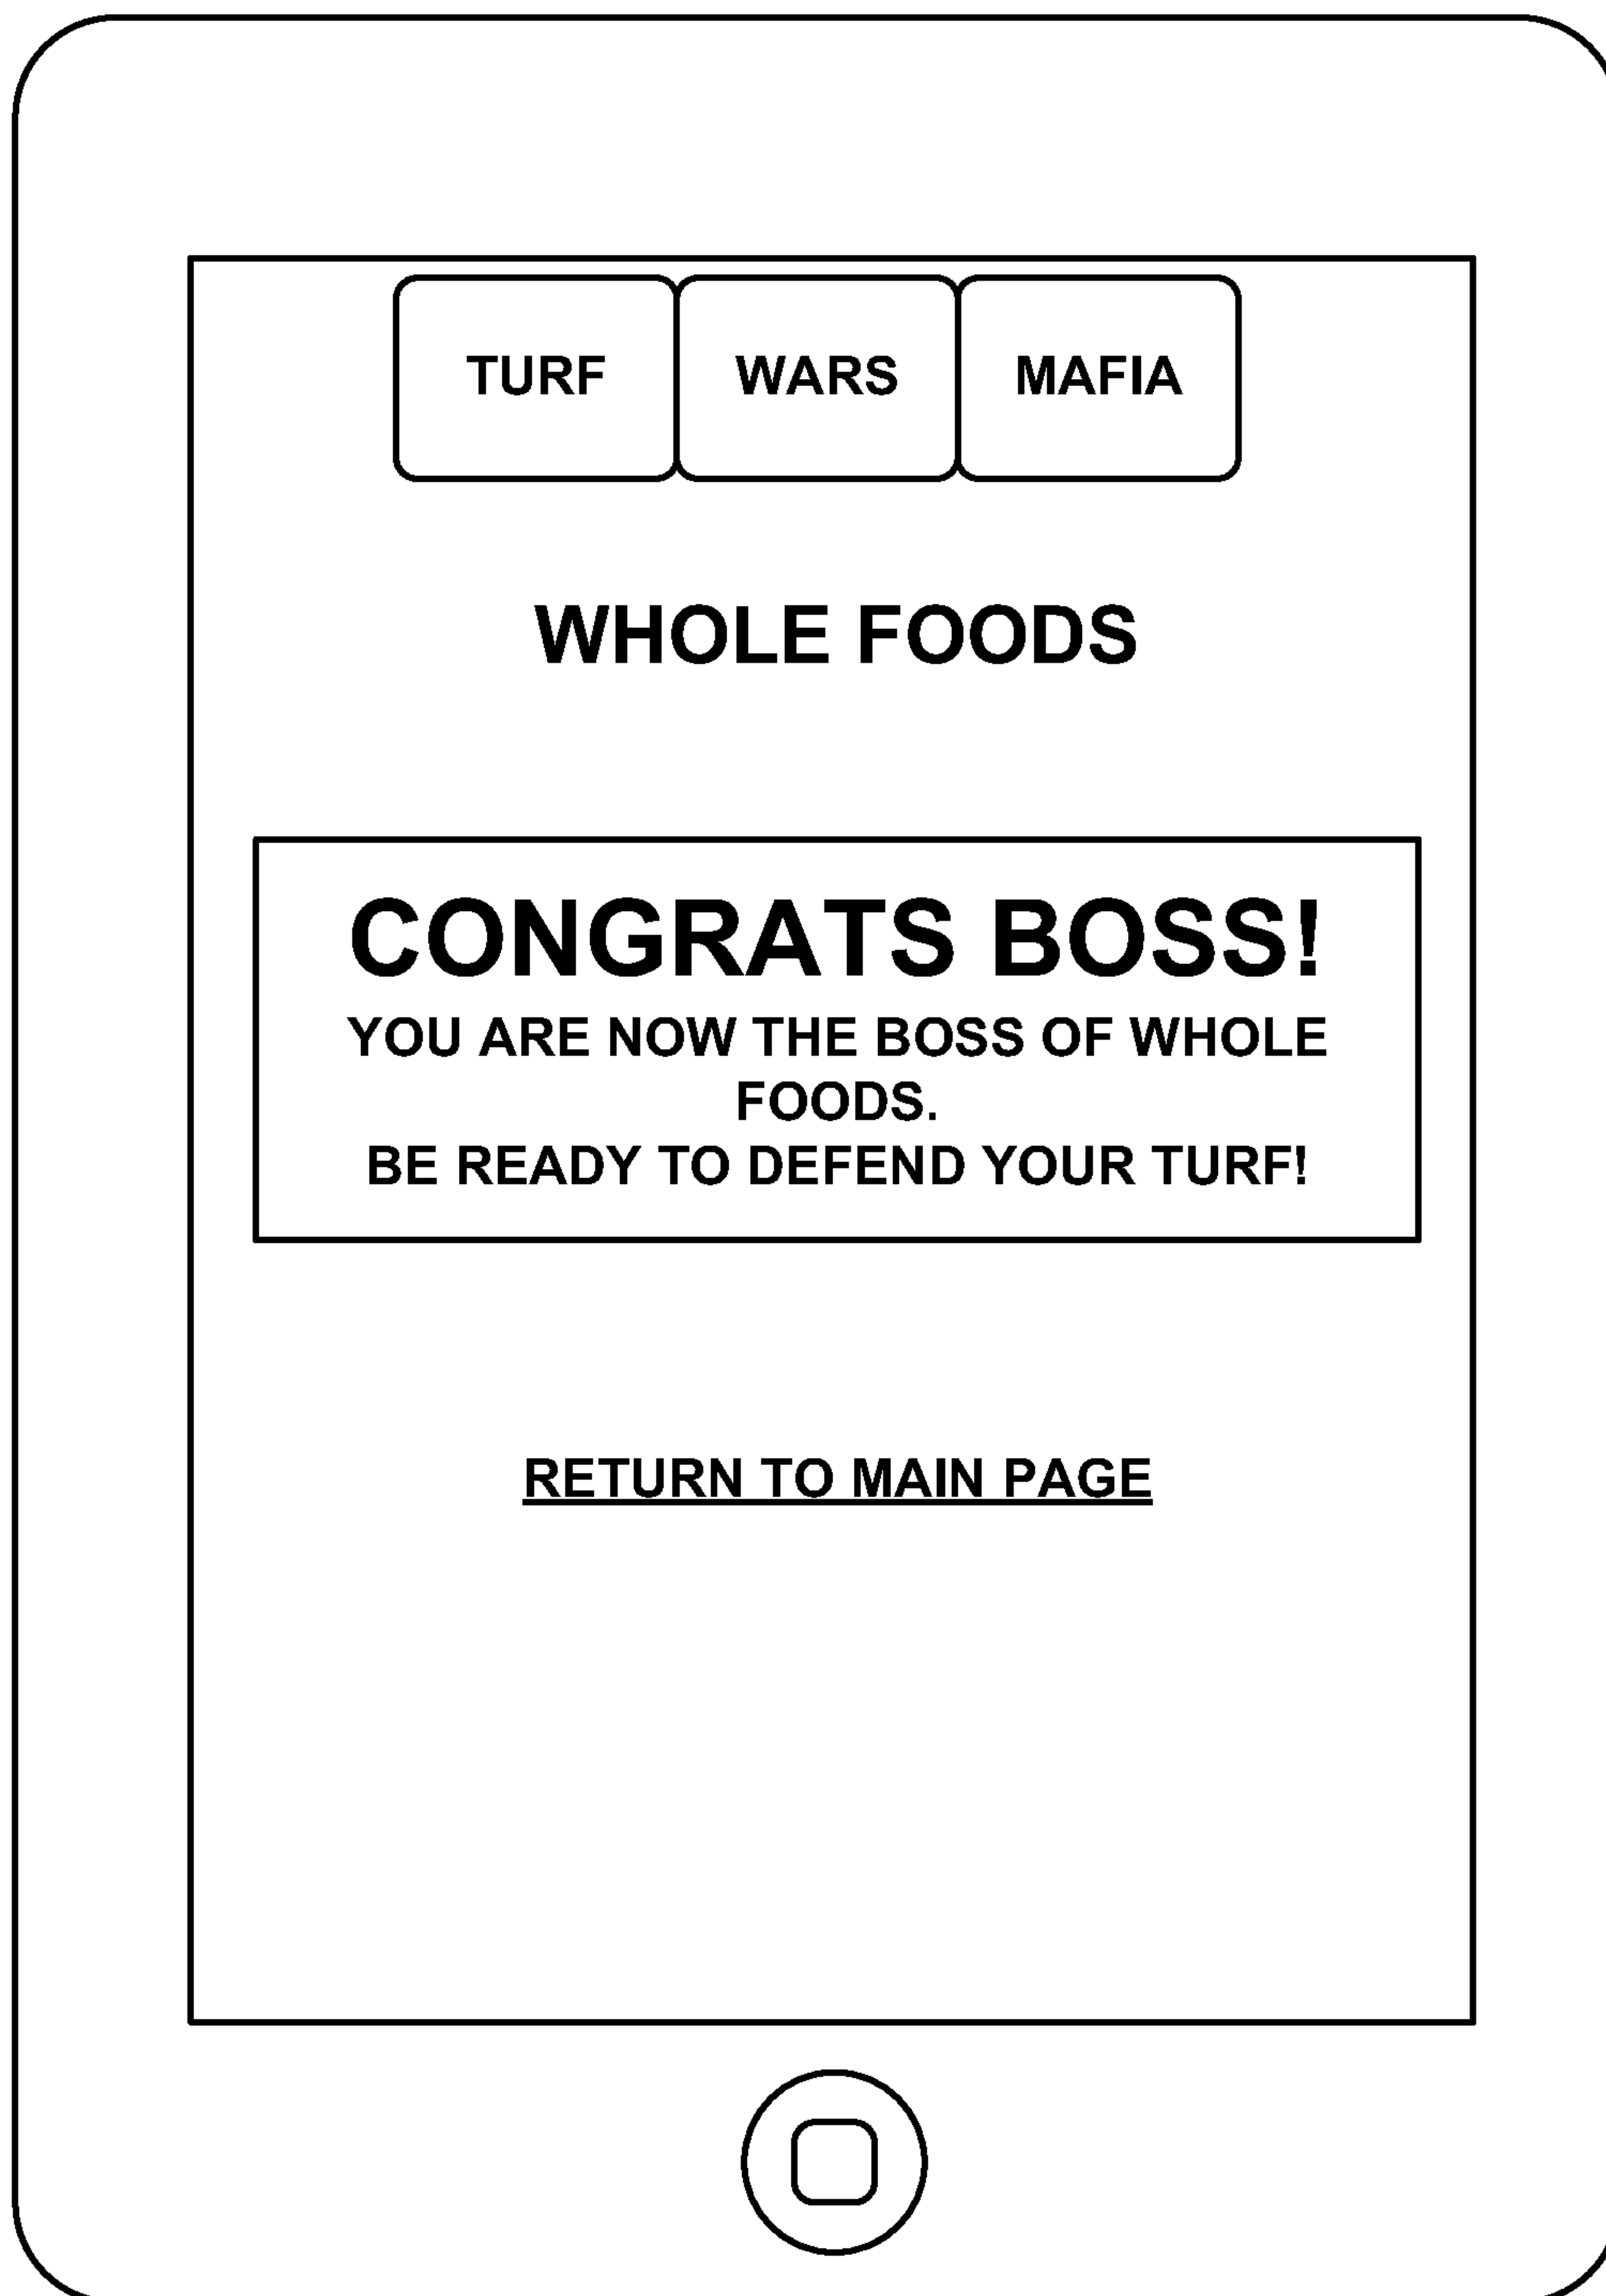 TURF WARS MAFIA
WHOLE FOODS
CONGRATS BOSS!
YOU ARE NOW THE BOSS OF WHOLE
FOODS.
BE READY TO DEFEND YOUR TURF!
RETURN TO MAIN PAGE